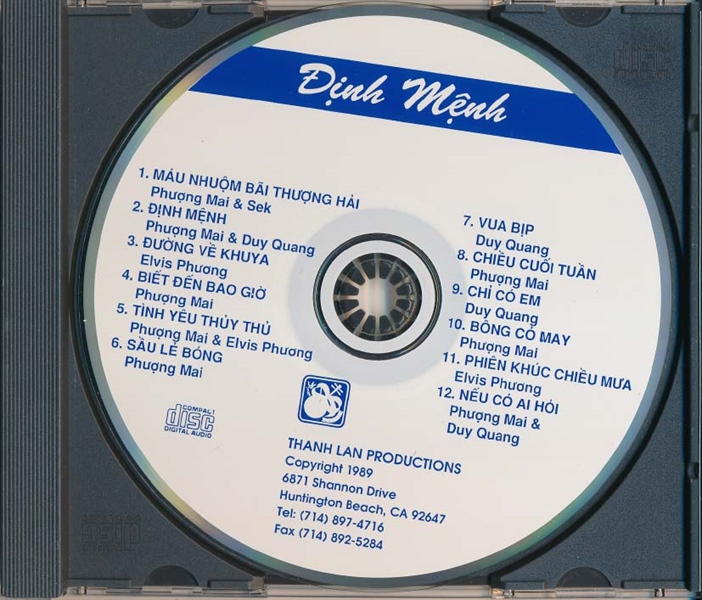 Định Mệnh
1. MÁU NHUỘM BÃI THƯỢNG HẢI
Phượng Mai & Sek
2. ĐỊNH MỆNH
Phượng Mai & Duy Quang
3. ĐƯỜNG VỀ KHUYA
Elvis Phương
4. BIẾT ĐẾN BAO GIỜ
Phượng Mai
5. TÌNH YÊU THỦY THỦ
Phượng Mai & Elvis Phương
6. SẦU LẺ BÓNG
Phượng Mai
7. VUA BỊP
Duy Quang
8. CHIỀU CUỐI TUẦN
Phượng Mai
9. CHỈ CÓ EM
Duy Quang
10. BÔNG CỎ MAY
Phượng Mai
11. PHIÊN KHÚC CHIỀU MƯA
Elvis Phương
12. NẾU CÓ AI HỎI
Phượng Mai &
Duy Quang
COMPACT
disc
DIGITAL AUDIO
THANH LAN PRODUCTIONS
Copyright 1989
6871 Shannon Drive
Huntington Beach, CA 92647
Tel: (714) 897-4716
Fax (714) 892-5284